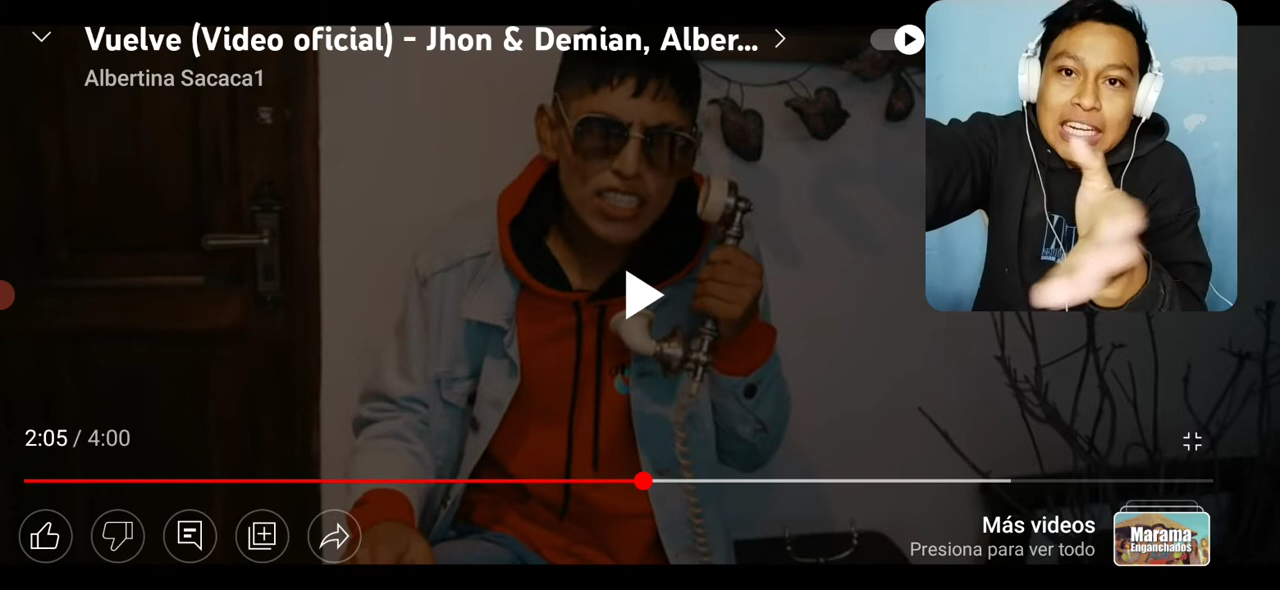 Vuelve (Video oficial) - Jhon & Demian, Alber...
Albertina Sacaca1
2:05 / 4:00
Más videos
Presiona para ver todo
Marama
Enganchados